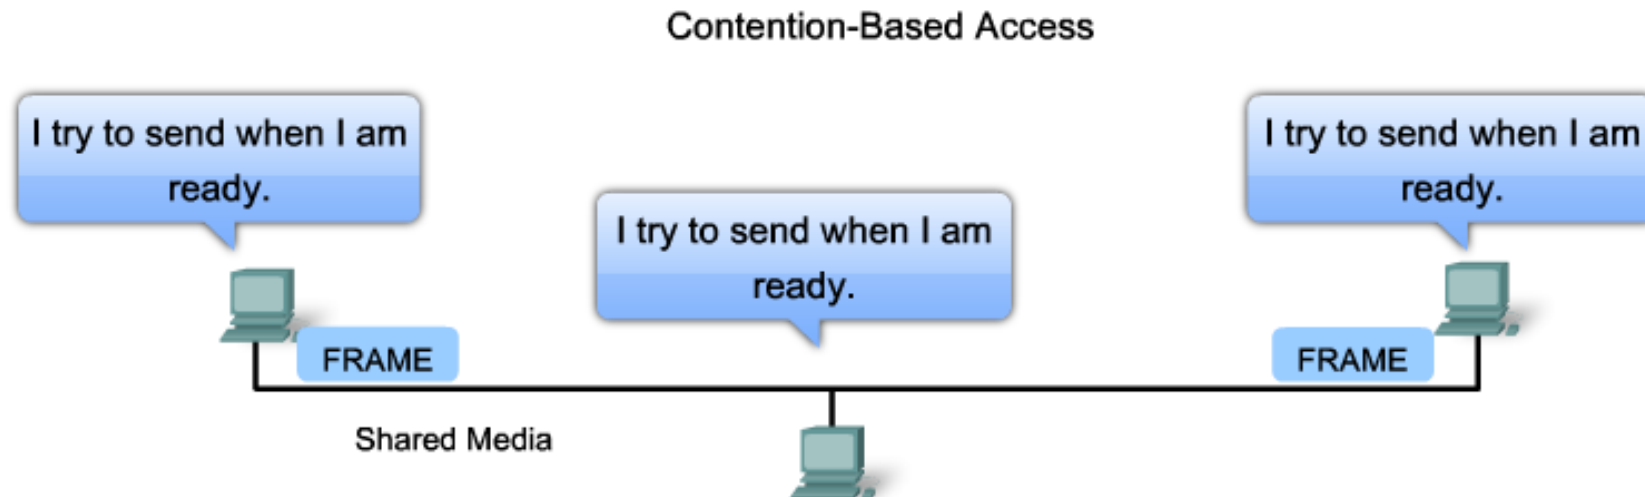 Contention-Based Access
I try to send when I am
ready.
I try to send when I am
ready.
I try to send when I am
ready.
FRAME
FRAME
Shared Media